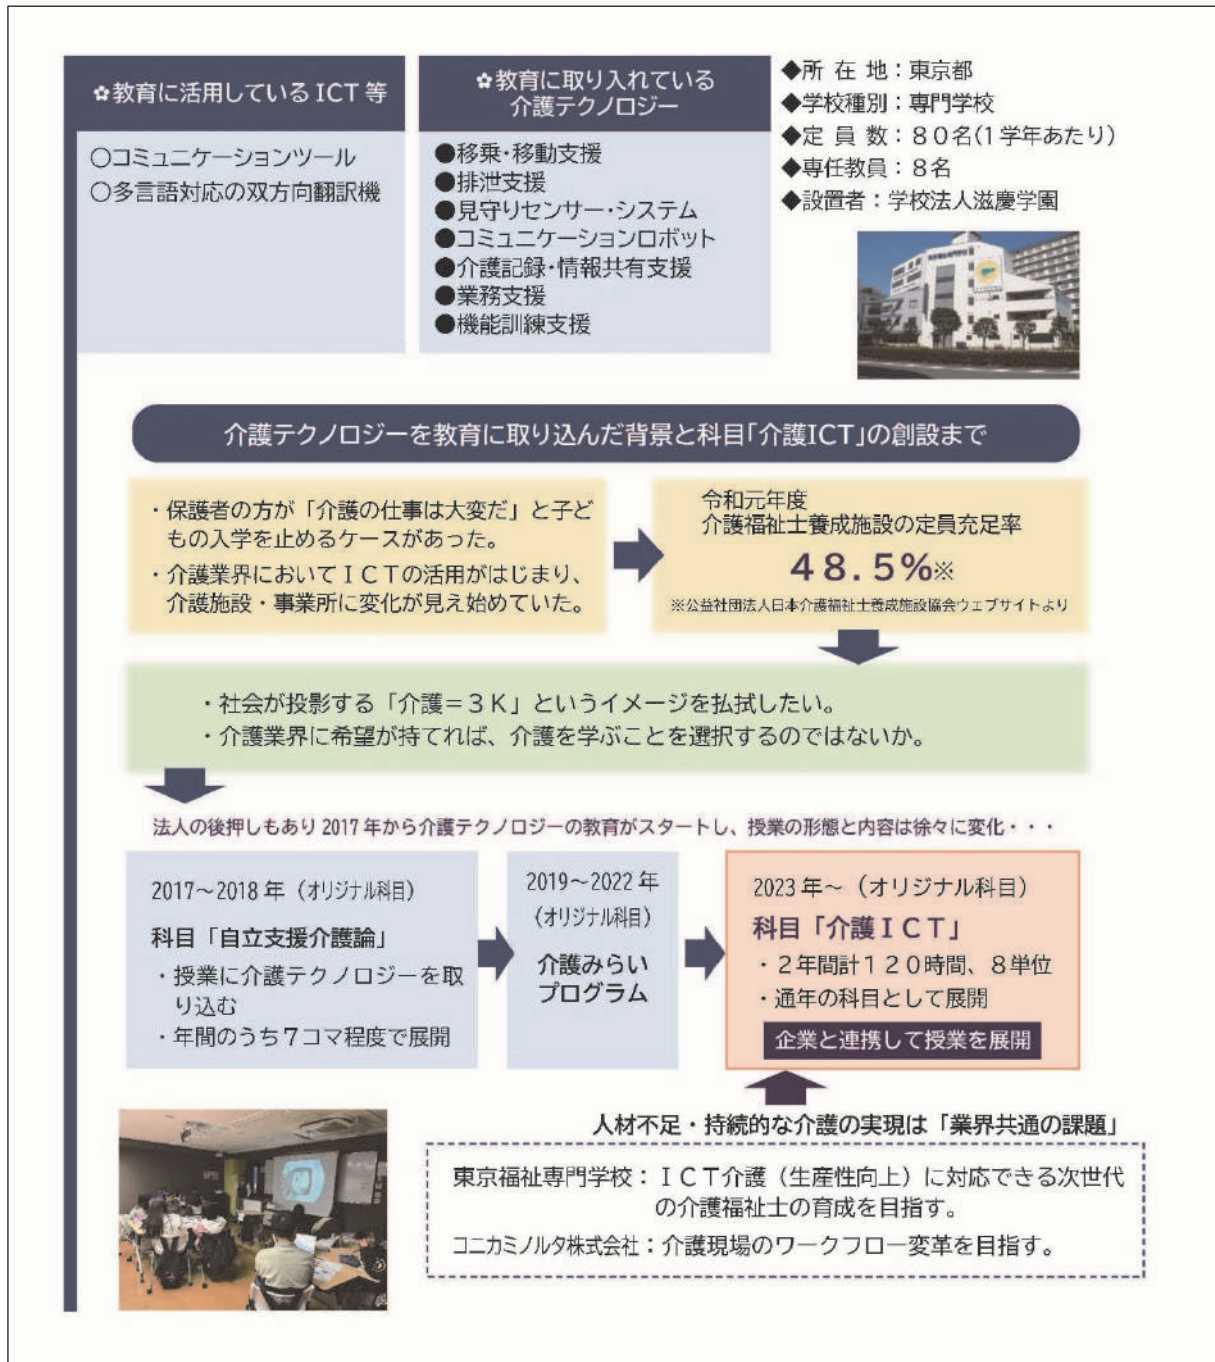 ✿教育に活用しているICT等
○コミュニケーションツール
○多言語対応の双方向翻訳機
✿教育に取り入れている
介護テクノロジー
●移乗・移動支援
●排泄支援
●見守りセンサー・システム
●コミュニケーションロボット
●介護記録・情報共有支援
●業務支援
●機能訓練支援
◆所在地：東京都
◆学校種別：専門学校
◆定員数：８０名(１学年あたり)
◆専任教員：８名
◆設置者：学校法人滋慶学園
介護テクノロジーを教育に取り込んだ背景と科目「介護ICT」の創設まで
・保護者の方が「介護の仕事は大変だ」と子ど
もの入学を止めるケースがあった。
・介護業界においてＩＣＴの活用がはじまり、
介護施設・事業所に変化が見え始めていた。
令和元年度
介護福祉士養成施設の定員充足率
４８.５%※
※公益社団法人日本介護福祉士養成施設協会ウェブサイトより
・社会が投影する「介護＝３Ｋ」というイメージを払拭したい。
・介護業界に希望が持てれば、介護を学ぶことを選択するのではないか。
法人の後押しもあり2017年から介護テクノロジーの教育がスタートし、授業の形態と内容は徐々に変化・・・
2017～2018年（オリジナル科目）
科目「自立支援介護論」
・授業に介護テクノロジーを取
り込む
・年間のうち７コマ程度で展開
2019～2022年
（オリジナル科目）
介護みらい
プログラム
2023年～（オリジナル科目）
科目「介護ＩＣＴ」
・２年間計１２０時間、８単位
・通年の科目として展開
企業と連携して授業を展開
人材不足・持続的な介護の実現は「業界共通の課題」
東京福祉専門学校：ＩＣＴ介護（生産性向上）に対応できる次世代
の介護福祉士の育成を目指す。
コニカミノルタ株式会社：介護現場のワークフロー変革を目指す。